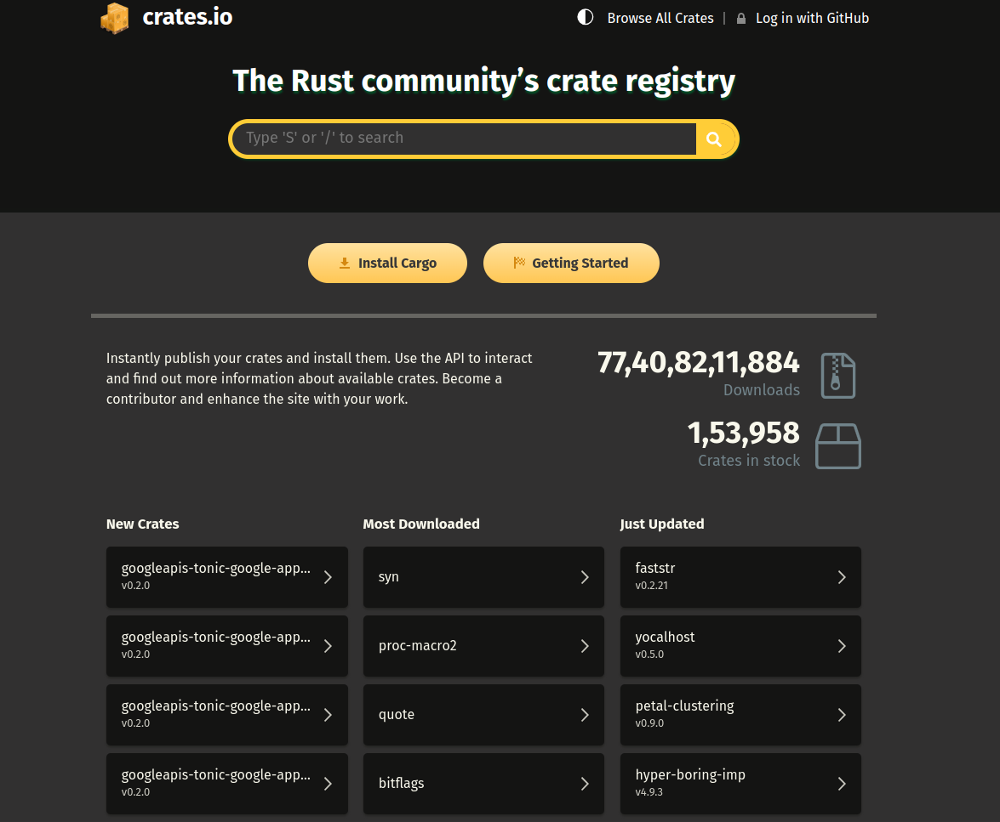 crates.io
Browse All Crates | Log in with GitHub
The Rust community’s crate registry
Type 'S' or '/' to search
Install Cargo
Getting Started
Instantly publish your crates and install them. Use the API to interact
and find out more information about available crates. Become a
contributor and enhance the site with your work.
77,40,82,11,884
Downloads
1,53,958
Crates in stock
New Crates
googleapis-tonic-google-app...
v0.2.0
googleapis-tonic-google-app...
v0.2.0
googleapis-tonic-google-app...
v0.2.0
googleapis-tonic-google-app...
v0.2.0
Most Downloaded
syn
proc-macro2
quote
bitflags
Just Updated
faststr
v0.2.21
yocalhost
v0.5.0
petal-clustering
v0.9.0
hyper-boring-imp
v4.9.3